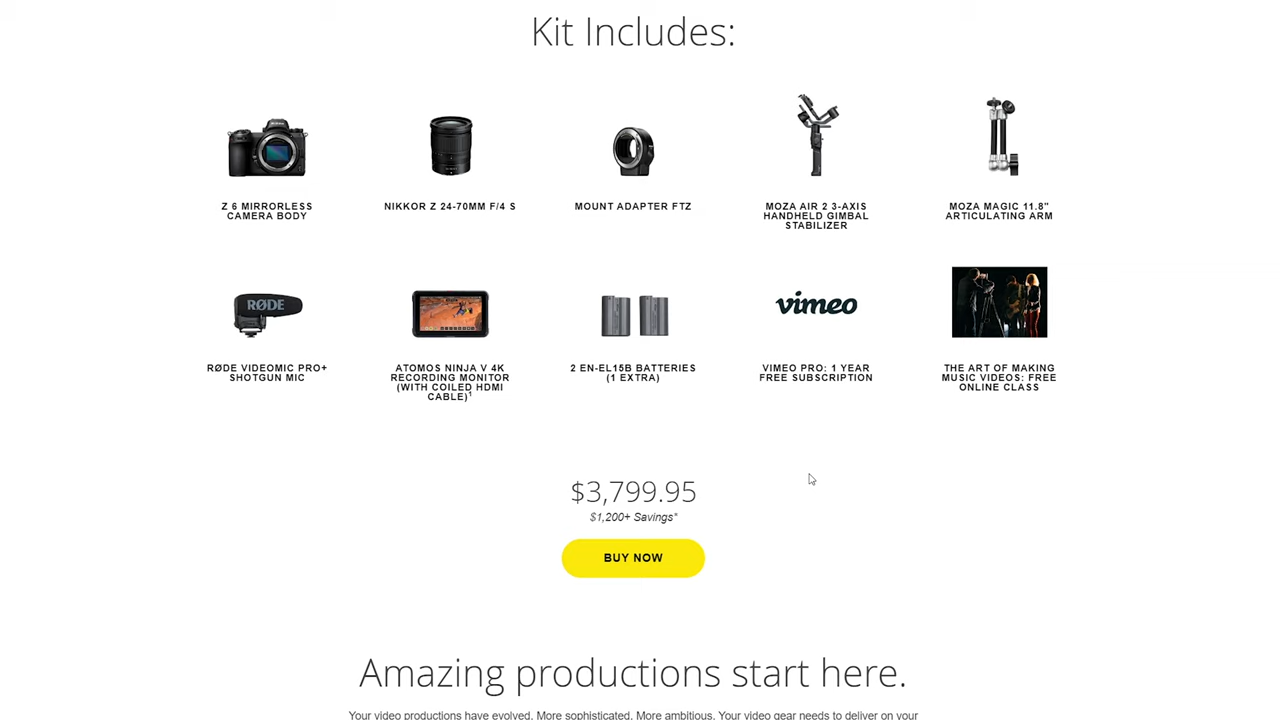 Kit Includes:
Z 6 MIRRORLESS
CAMERA BODY
NIKKOR Z 24-70MM F/4 S
MOUNT ADAPTER FTZ
MOZA AIR 2 3-AXIS
HANDHELD GIMBAL
STABILIZER
MOZA MAGIC 11.8"
ARTICULATING ARM
RØDE
vimeo
RØDE VIDEOMIC PRO+
SHOTGUN MIC
ATOMOS NINJA V 4K
RECORDING MONITOR
(WITH COILED HDMI
CABLE)¹
2 EN-EL15B BATTERIES
(1 EXTRA)
VIMEO PRO: 1 YEAR
FREE SUBSCRIPTION
THE ART OF MAKING
MUSIC VIDEOS: FREE
ONLINE CLASS
$3,799.95
$1,200+ Savings*
BUY NOW
Amazing productions start here.
Your video productions have evolved. More sophisticated. More ambitious. Your video gear needs to deliver on your